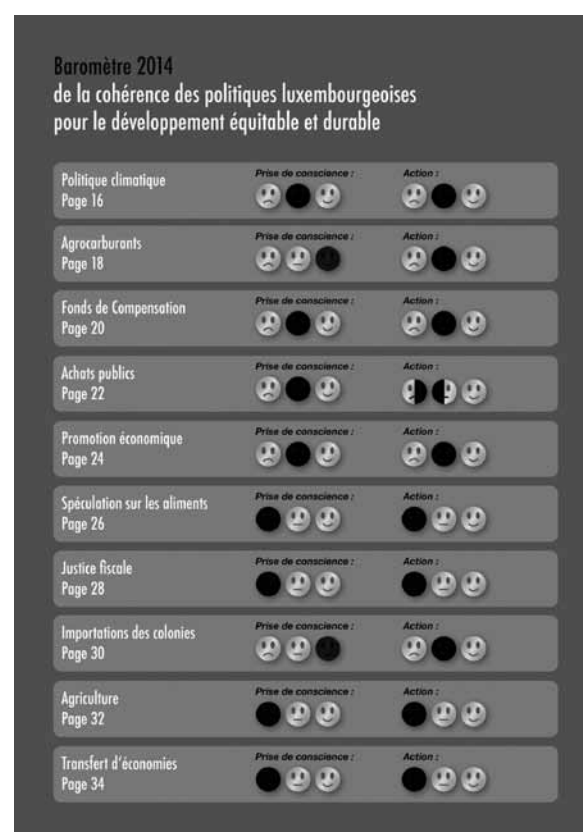 Baromètre 2014
de la cohérence des politiques luxembourgeoises
pour le développement équitable et durable
Politique climatique
Page 16
Prise de conscience :
Action :
Agrocarburants
Page 18
Prise de conscience :
Action :
Fonds de Compensation
Page 20
Prise de conscience :
Action :
Achats publics
Page 22
Prise de conscience :
Action :
Promotion économique
Page 24
Prise de conscience :
Action :
Spéculation sur les aliments
Page 26
Prise de conscience :
Action :
Justice fiscale
Page 28
Prise de conscience :
Action :
Importations des colonies
Page 30
Prise de conscience :
Action :
Agriculture
Page 32
Prise de conscience :
Action :
Transfert d'économies
Page 34
Prise de conscience :
Action :